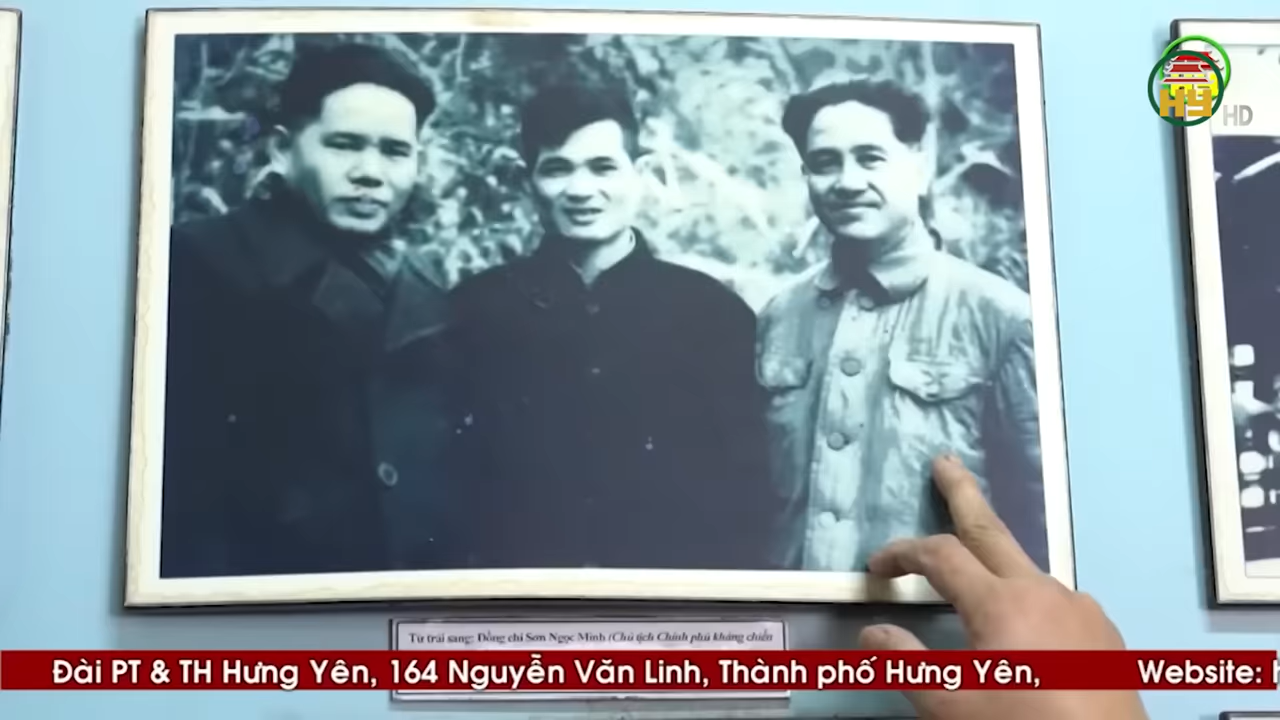 HY HD
Từ trái sang: Đồng chí Sơn Ngọc Minh (Chủ tịch Chính phủ kháng chiến
Đài PT & TH Hưng Yên, 164 Nguyễn Văn Linh, Thành phố Hưng Yên, Website: h